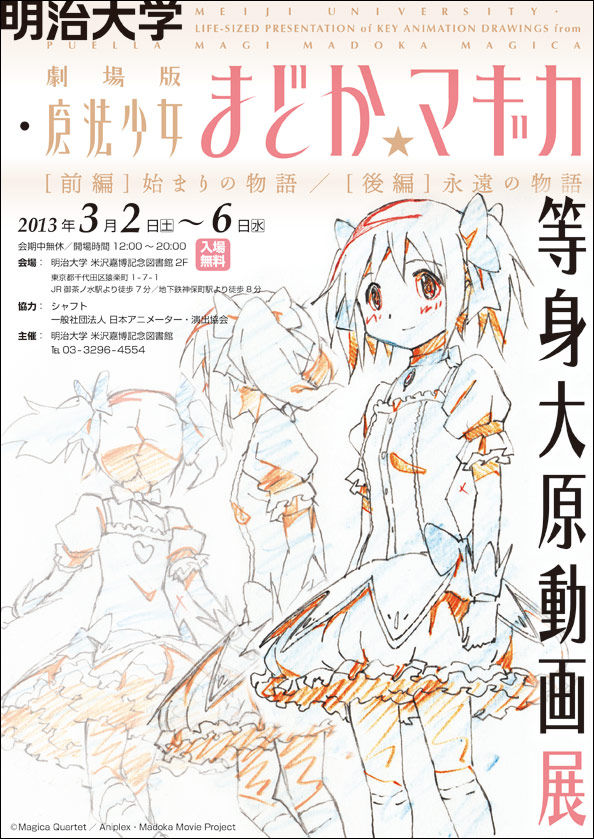 明治大学
MEIJI UNIVERSITY・
LIFE-SIZED PRESENTATION of KEY ANIMATION DRAWINGS from
PUELLA MAGI MADOKA MAGICA
劇場版
・魔法少女まどか★マギカ
[前編]始まりの物語／[後編]永遠の物語
2013年3月2日土～6日水
会期中無休／開場時間 12:00～20:00
入場無料
会場： 明治大学 米沢嘉博記念図書館 2F
東京都千代田区猿楽町 1-7-1
JR 御茶ノ水駅より徒歩 7分／地下鉄神保町駅より徒歩 8分
協力： シャフト
一般社団法人 日本アニメーター・演出協会
主催： 明治大学 米沢嘉博記念図書館
℡ 03-3296-4554
等身大原動画展
©Magica Quartet ／ Aniplex・Madoka Movie Project